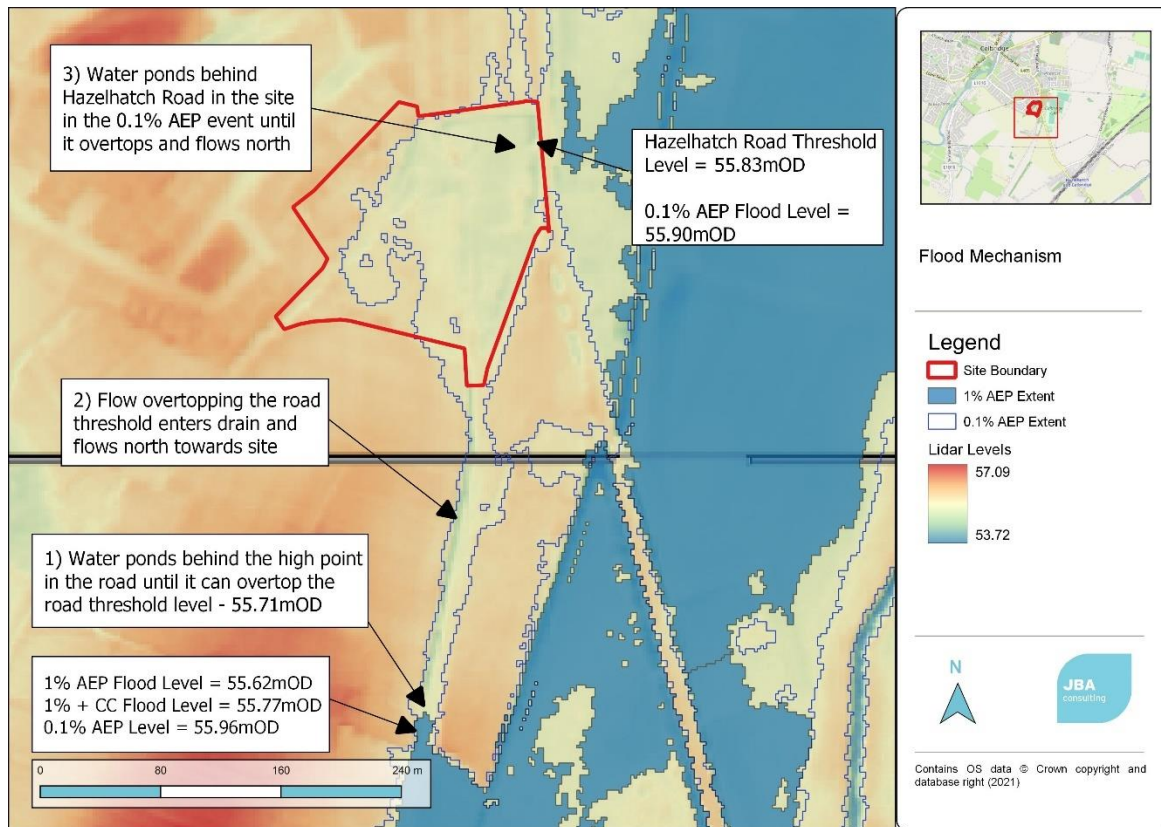 3) Water ponds behind
Hazelhatch Road in the site
in the 0.1% AEP event until
it overtops and flows north
Hazelhatch Road Threshold
Level = 55.83mOD
0.1% AEP Flood Level =
55.90mOD
2) Flow overtopping the road
threshold enters drain and
flows north towards site
1) Water ponds behind the high point
in the road until it can overtop the
road threshold level - 55.71mOD
1% AEP Flood Level = 55.62mOD
1% + CC Flood Level = 55.77mOD
0.1% AEP Level = 55.96mOD
0 80 160 240 m
Flood Mechanism
Legend
Site Boundary
1% AEP Extent
0.1% AEP Extent
Lidar Levels
57.09
53.72
N
JBA
consulting
Contains OS data © Crown copyright and
database right (2021)